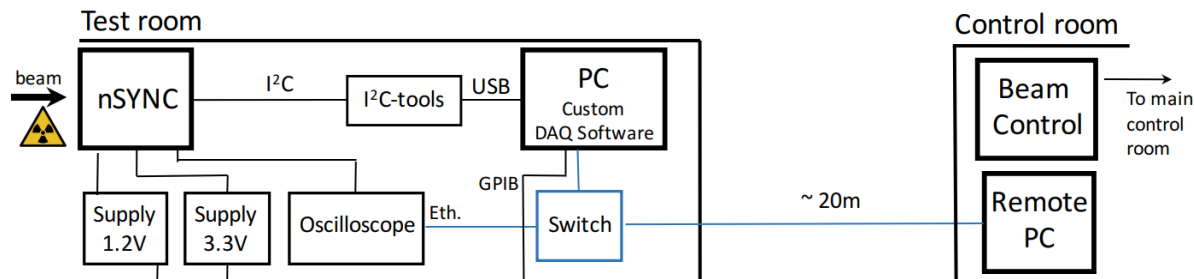 Test room
Control room
beam
nSYNC
I²C
I²C-tools
USB
PC
Custom
DAQ Software
Beam
Control
To main
control
room
GPIB
Supply
1.2V
Supply
3.3V
Oscilloscope
Eth.
Switch
~ 20m
Remote
PC